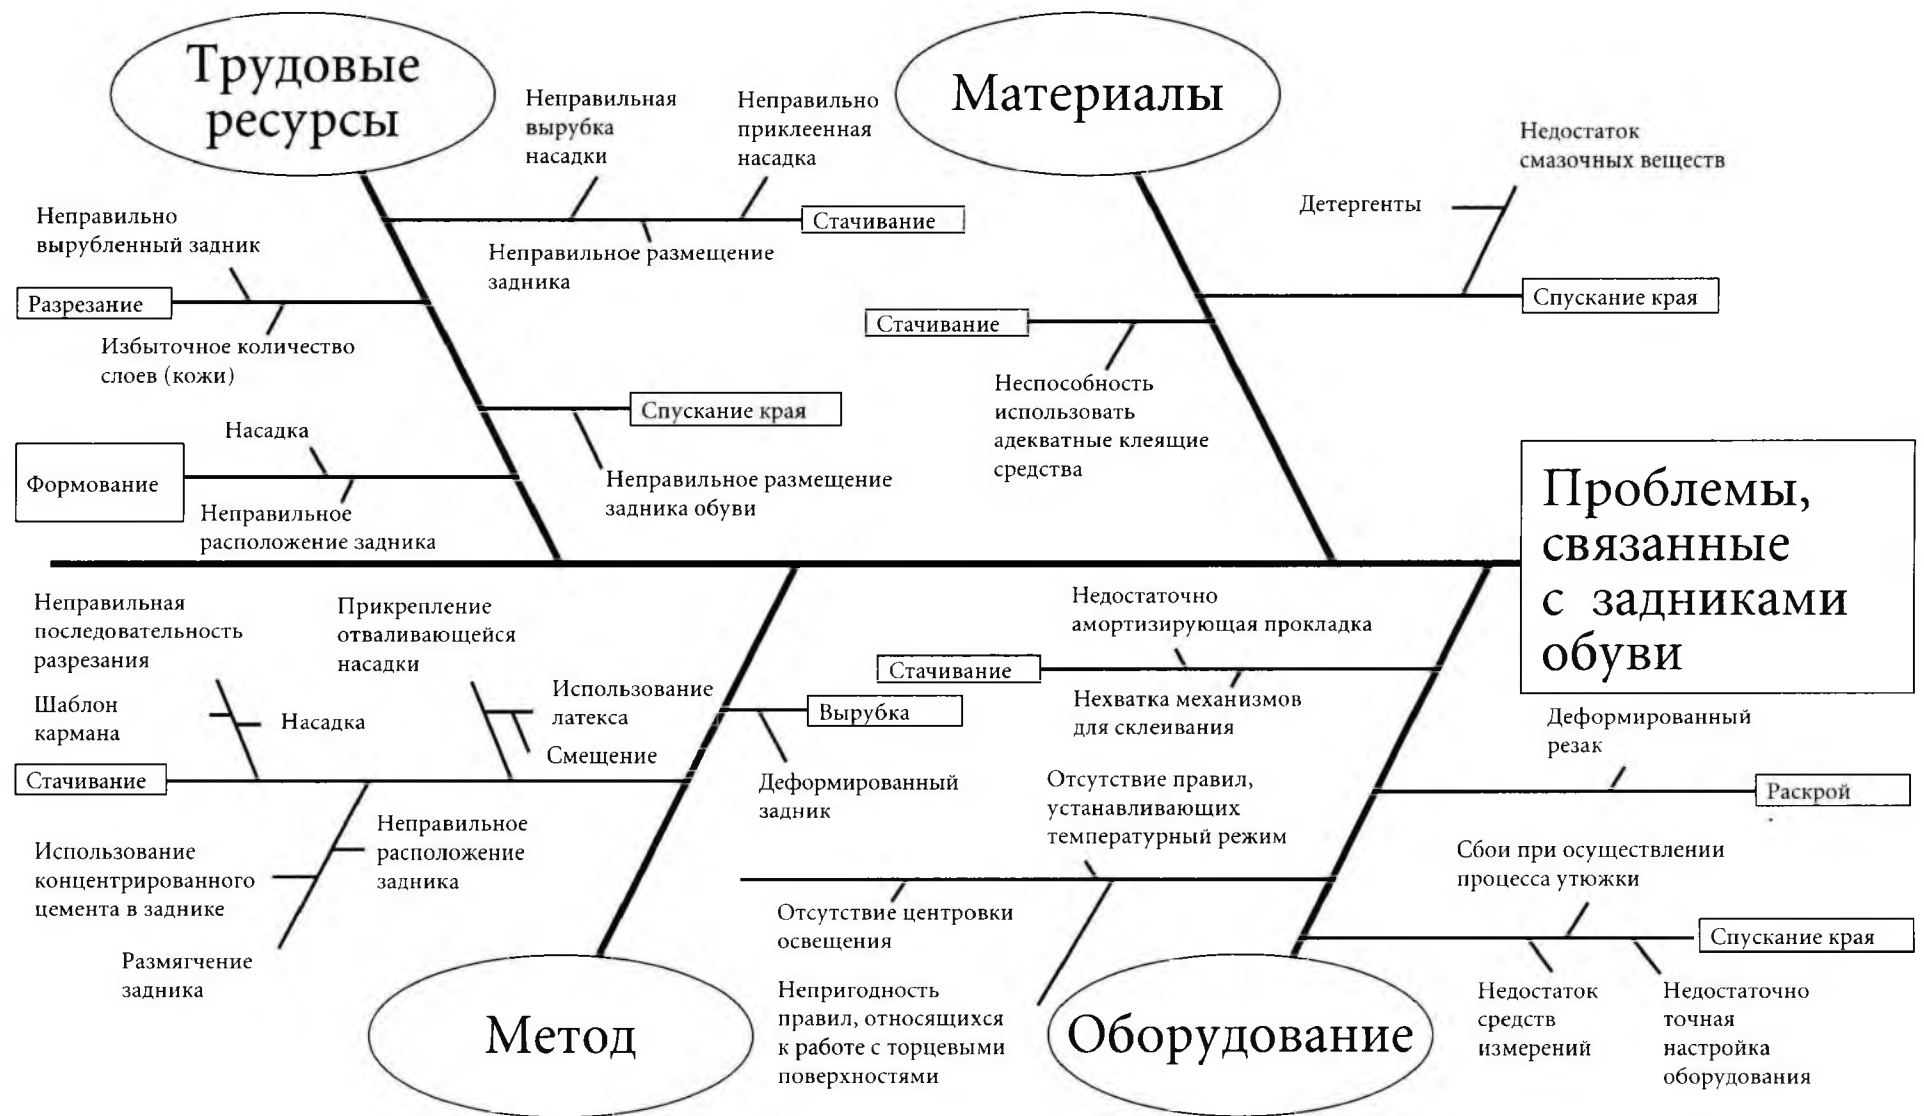 Трудовые
ресурсы
Неправильная
вырубка
насадки
Неправильно
приклеенная
насадка
Стачивание
Неправильное размещение
задника
Неправильно
вырубленный задник
Разрезание
Избыточное количество
слоев (кожи)
Спускание края
Неправильное размещение
задника обуви
Насадка
Формование
Неправильное
расположение задника
Материалы
Недостаток
смазочных веществ
Детергенты
Спускание края
Стачивание
Неспособность
использовать
адекватные клеящие
средства
Проблемы,
связанные
с задниками
обуви
Неправильная
последовательность
разрезания
Шаблон
кармана
Насадка
Прикрепление
отваливающейся
насадки
Использование
латекса
Смещение
Стачивание
Вырубка
Деформированный
задник
Неправильное
расположение
задника
Использование
концентрированного
цемента в заднике
Размягчение
задника
Метод
Недостаточно
амортизирующая прокладка
Стачивание
Нехватка механизмов
для склеивания
Деформированный
резак
Раскрой
Отсутствие правил,
устанавливающих
температурный режим
Отсутствие центровки
освещения
Непригодность
правил, относящихся
к работе с торцевыми
поверхностями
Сбои при осуществлении
процесса утюжки
Спускание края
Недостаток
средств
измерений
Недостаточно
точная
настройка
оборудования
Оборудование